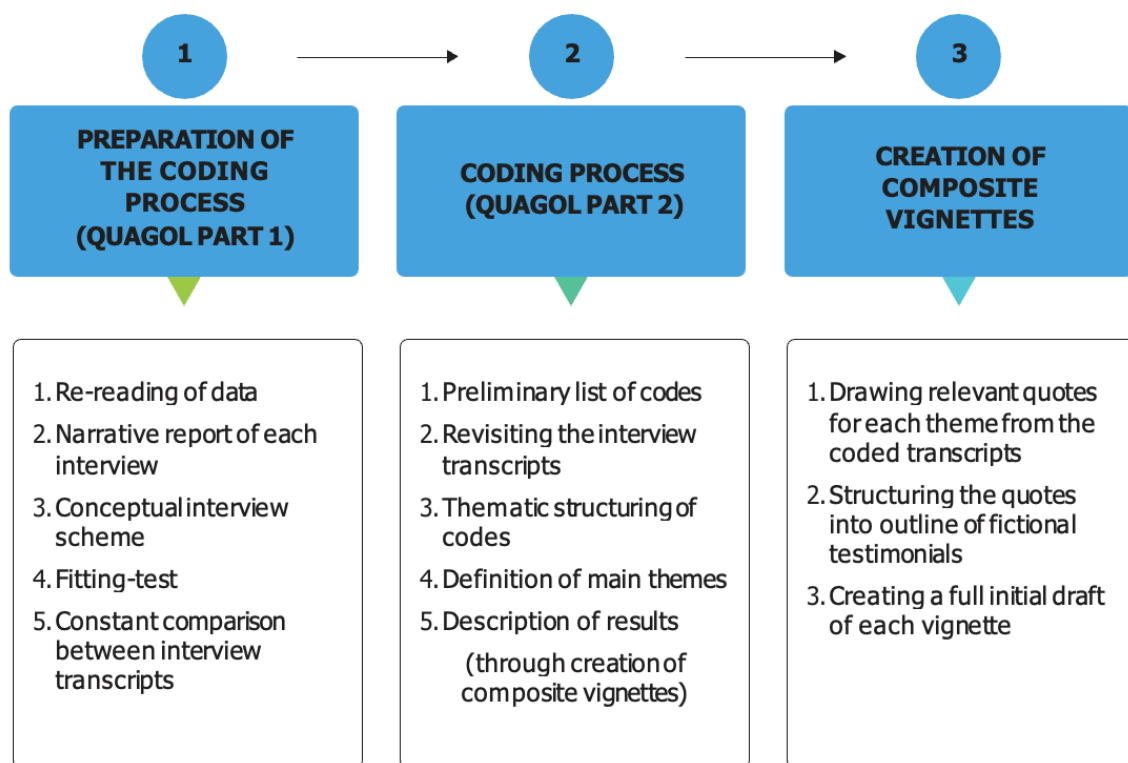 1
PREPARATION OF
THE CODING
PROCESS
(QUAGOL PART 1)
1. Re-reading of data
2. Narrative report of each
interview
3. Conceptual interview
scheme
4. Fitting-test
5. Constant comparison
between interview
transcripts
2
CODING PROCESS
(QUAGOL PART 2)
1. Preliminary list of codes
2. Revisiting the interview
transcripts
3. Thematic structuring of
codes
4. Definition of main themes
5. Description of results
(through creation of
composite vignettes)
3
CREATION OF
COMPOSITE
VIGNETTES
1. Drawing relevant quotes
for each theme from the
coded transcripts
2. Structuring the quotes
into outline of fictional
testimonials
3. Creating a full initial draft
of each vignette